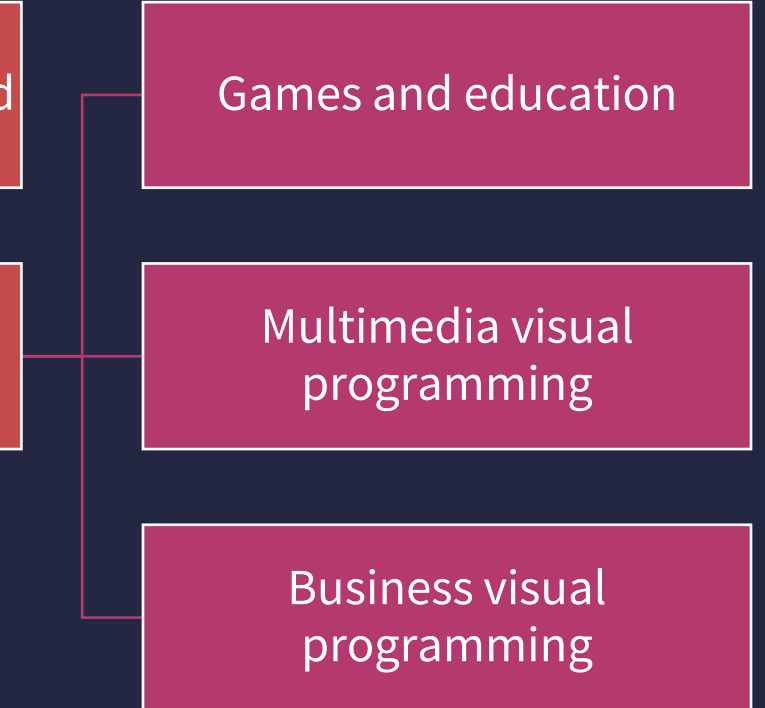 Games and education
Multimedia visual
programming
Business visual
programming